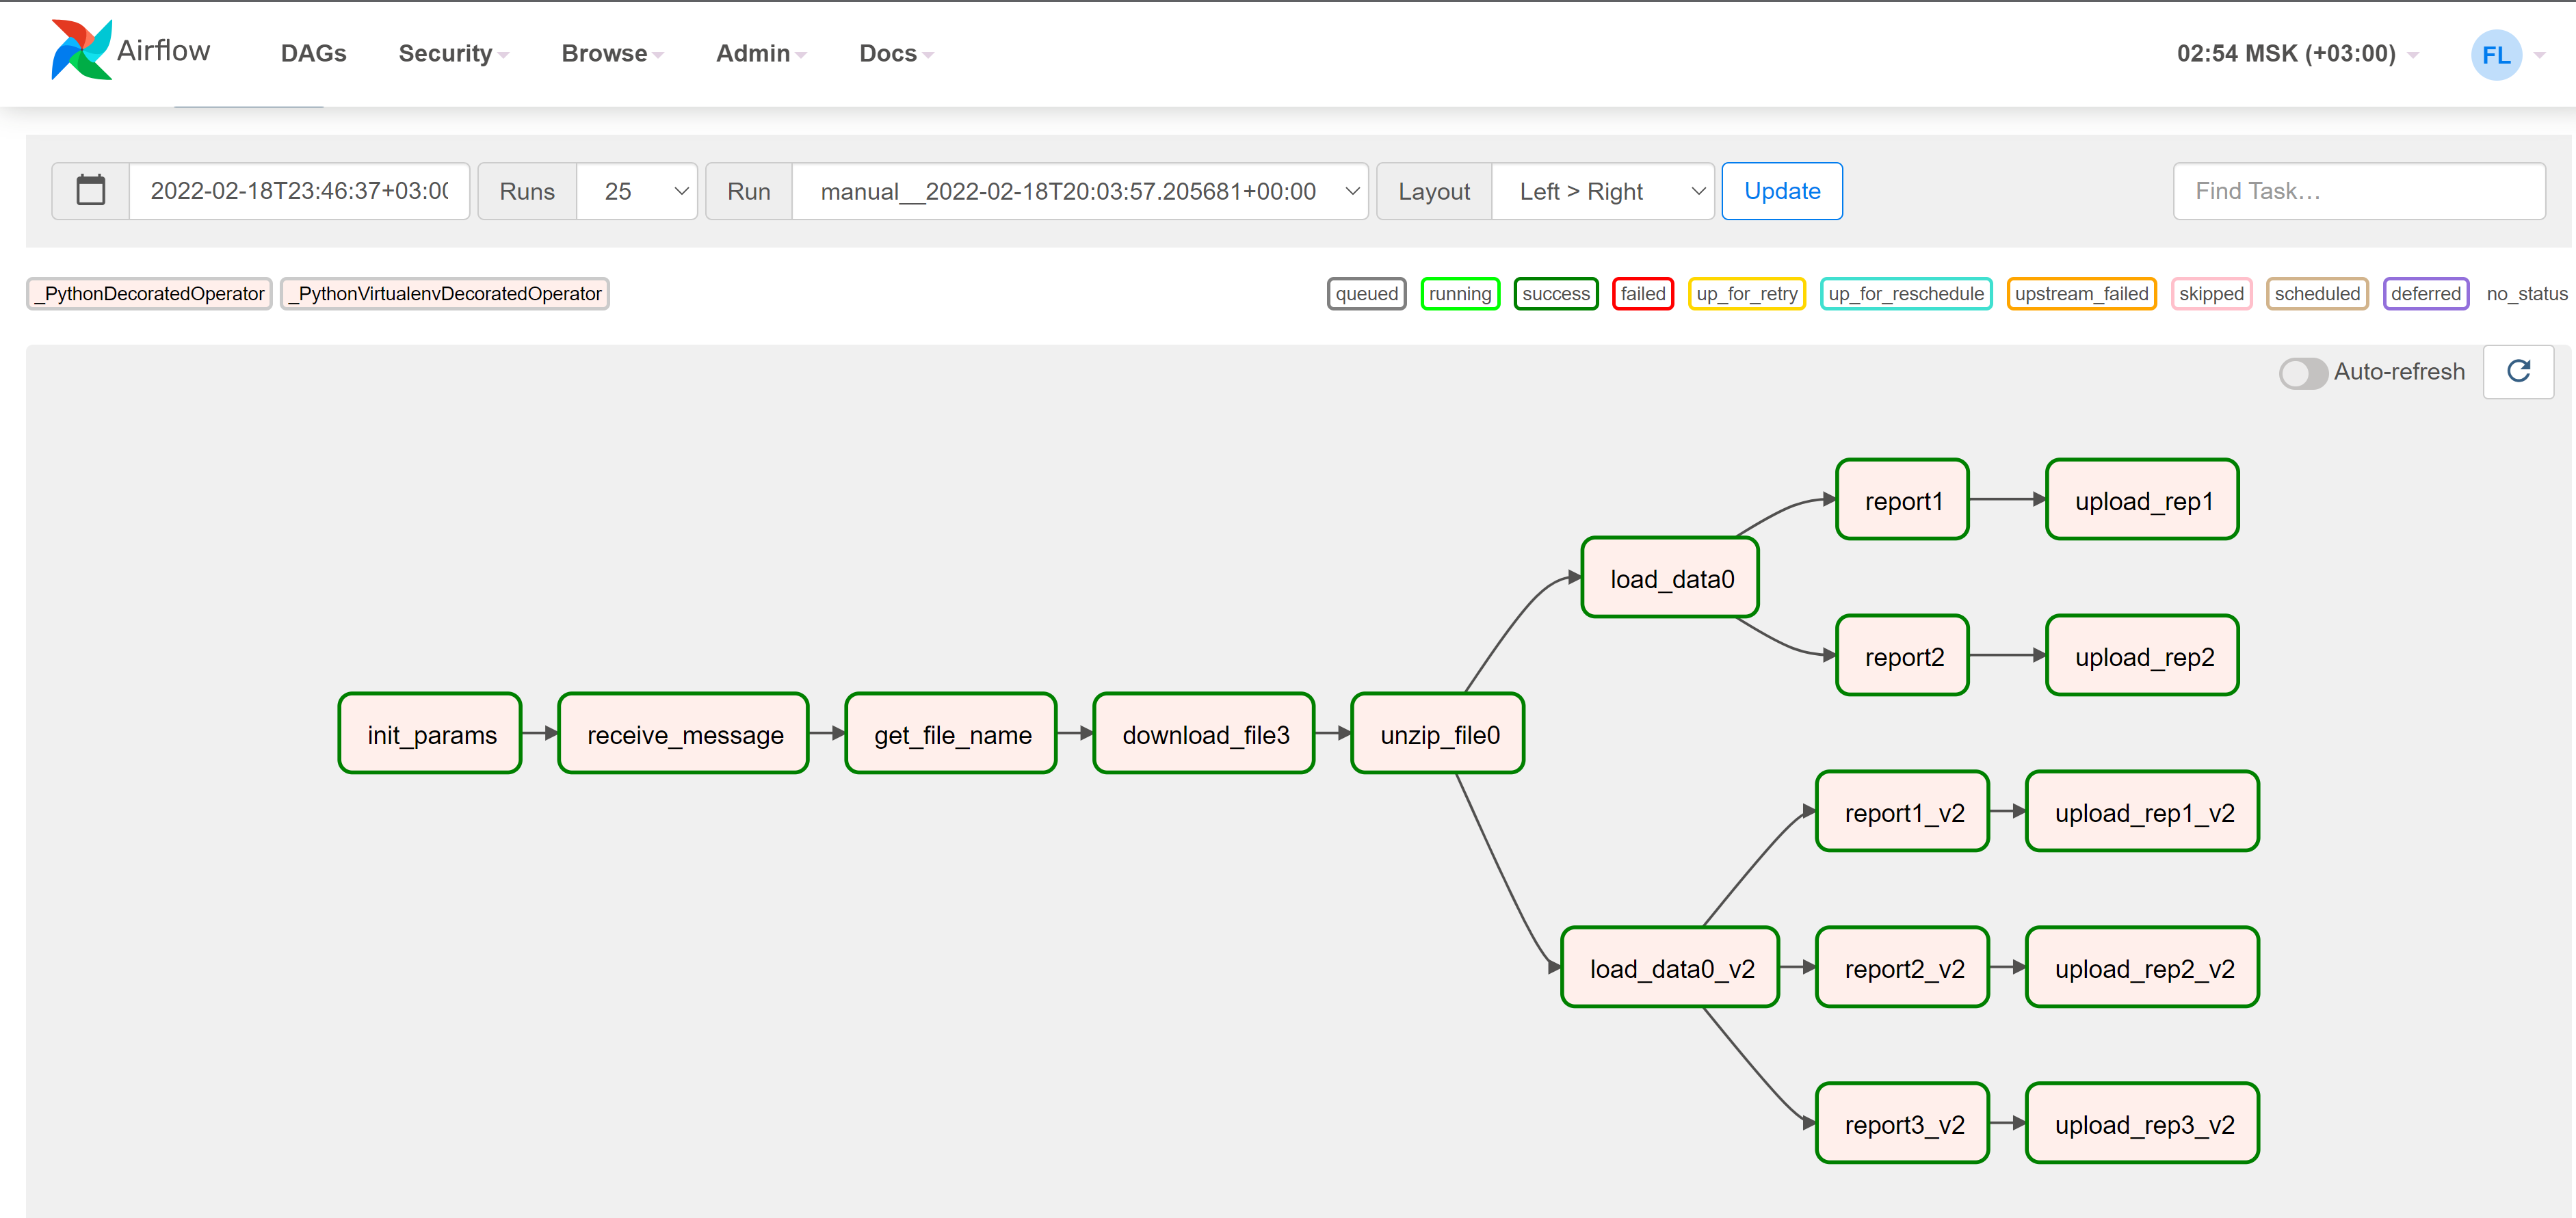 Airflow DAGs Security Browse Admin Docs 02:54 MSK (+03:00) FL
2022-02-18T23:46:37+03:00 Runs 25 Run manual__2022-02-18T20:03:57.205681+00:00 Layout Left > Right Update Find Task…
_PythonDecoratedOperator _PythonVirtualenvDecoratedOperator queued running success failed up_for_retry up_for_reschedule upstream_failed skipped scheduled deferred no_status
Auto-refresh
report1 upload_rep1
load_data0
report2 upload_rep2
init_params receive_message get_file_name download_file3 unzip_file0
report1_v2 upload_rep1_v2
load_data0_v2 report2_v2 upload_rep2_v2
report3_v2 upload_rep3_v2